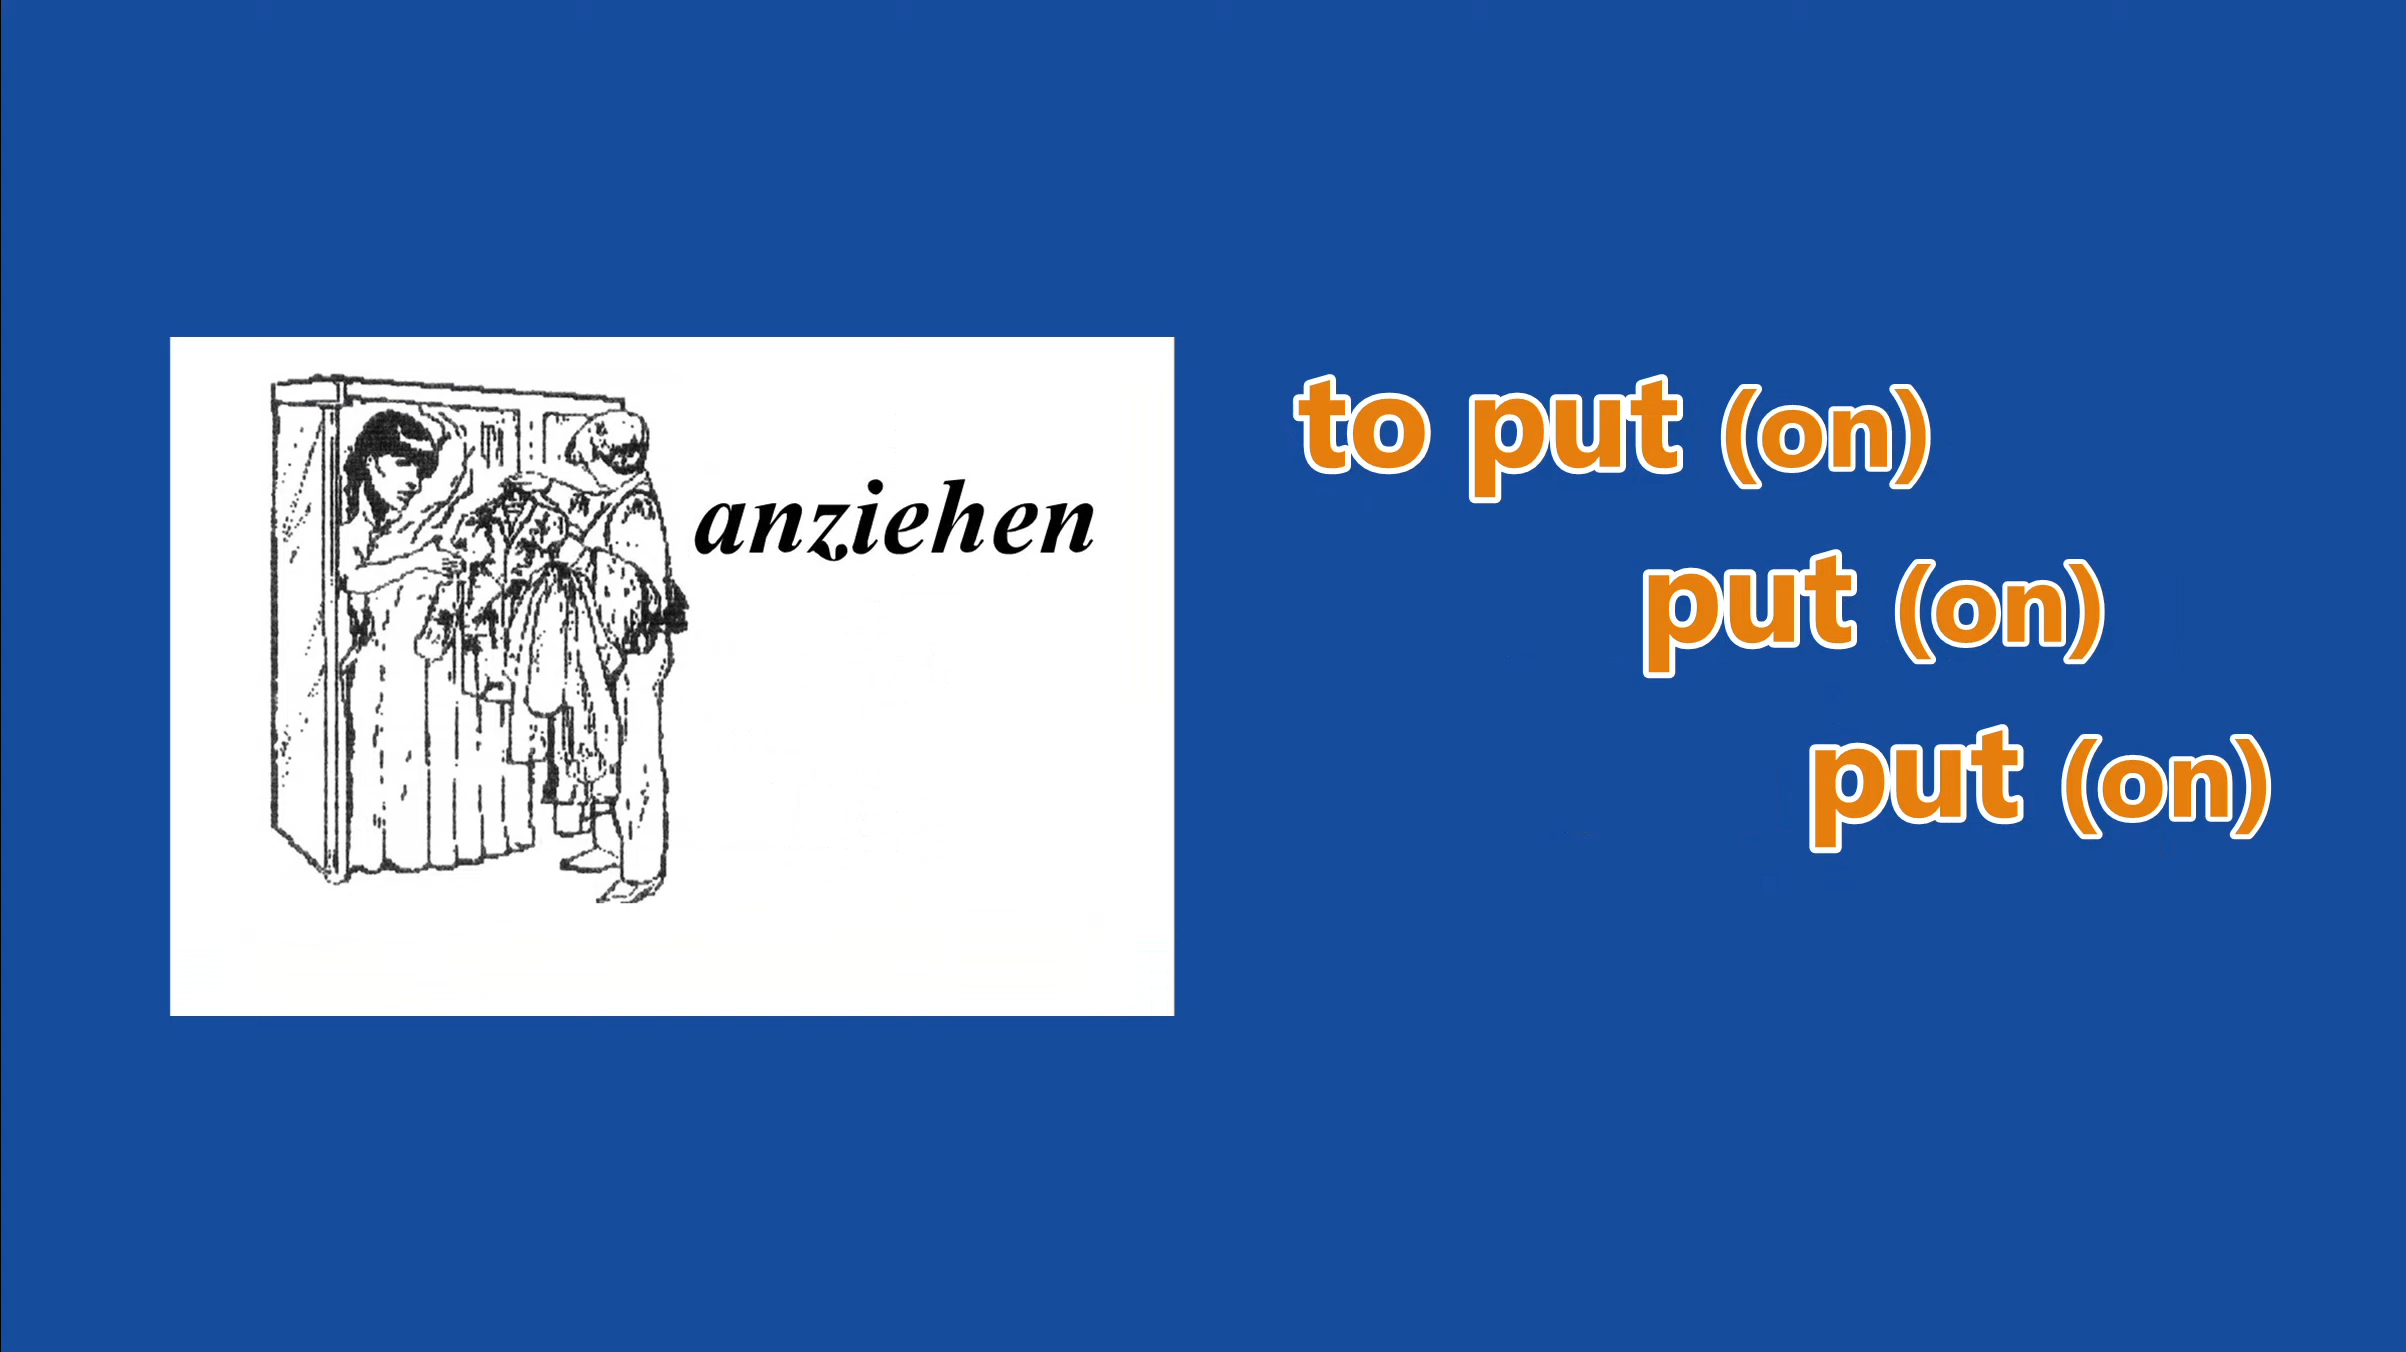 anziehen
to put (on)
put (on)
put (on)